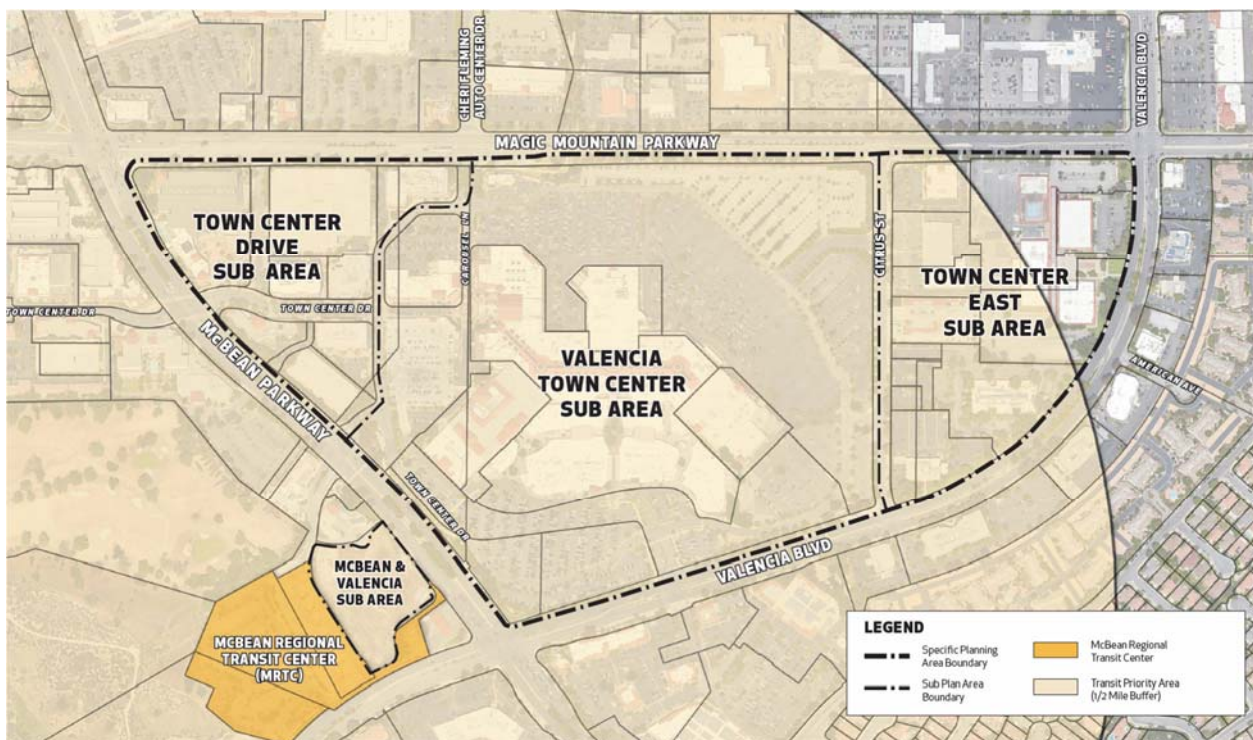 CHERI FLEMING
AUTO CENTER DR
VALENCIA BLVD
MAGIC MOUNTAIN PARKWAY
TOWN CENTER
DRIVE
SUB AREA
CAROUSEL LN
CITRUS ST
TOWN CENTER
EAST
SUB AREA
TOWN CENTER DR
TOWN CENTER DR
McBEAN PARKWAY
VALENCIA
TOWN CENTER
SUB AREA
AMERICAN AVE
TOWN CENTER DR
VALENCIA BLVD
MCBEAN &
VALENCIA
SUB AREA
MCBEAN REGIONAL
TRANSIT CENTER
(MRTC)
LEGEND
Specific Planning
Area Boundary
McBean Regional
Transit Center
Sub Plan Area
Boundary
Transit Priority Area
(1/2 Mile Buffer)